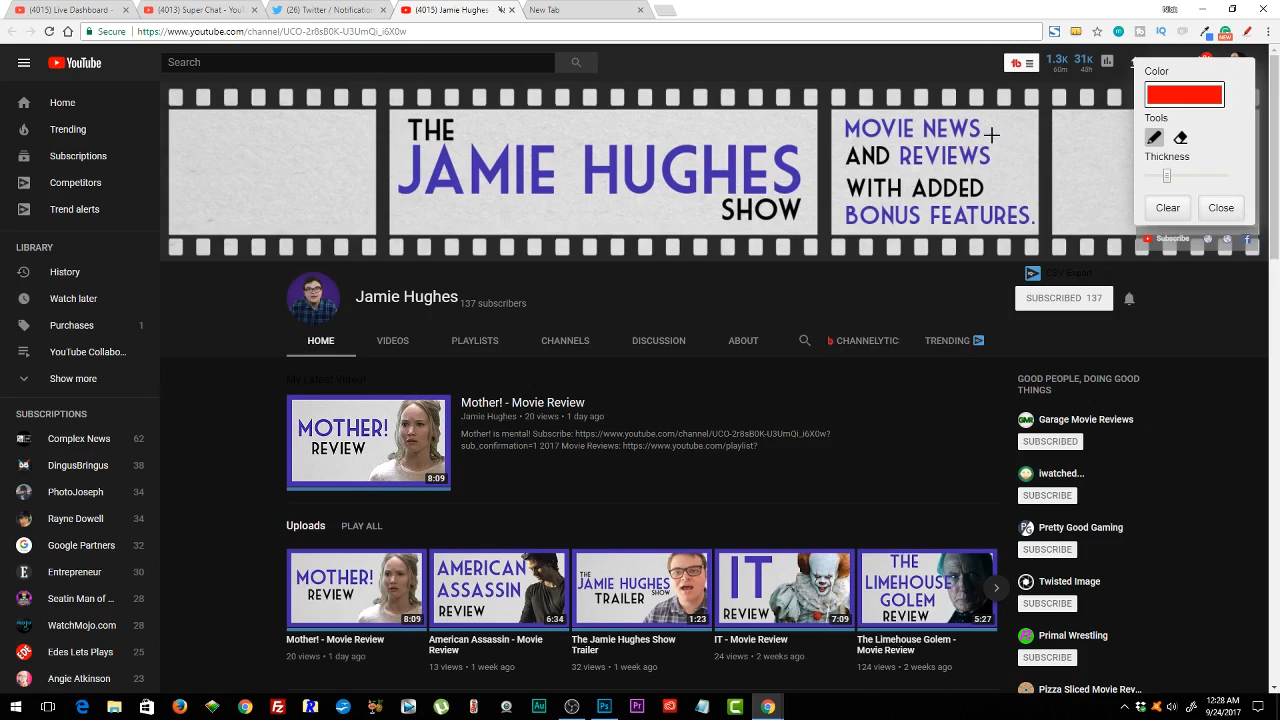 (4015) Live Dashboard -
(4013) Super Chat - YouT
(26) Twitter / Notification
(4015) Jamie Hughes -
New Tab
Nick
Secure
https://www.youtube.com/channel/UCO-2r8sB0K-U3UmQi_i6X0w/
YouTube
Search
1.3K
60m
31K
48h
Color
Tools
Thickness
Clear
Close
Home
Trending
Subscriptions
Competitors
Trend alerts
LIBRARY
History
Watch later
Purchases 1
YouTube Collabo...
Show more
SUBSCRIPTIONS
Complex News 62
DingusBringus 38
PhotoJoseph 34
Rayne Dowell 34
Google Partners 32
Entrepreneur 30
Seatin Man of ... 28
WatchMojo.com 28
Edes Lets Plays 25
Angie Atkinson 23
THE
JAMIE HUGHES
SHOW
MOVIE NEWS
AND REVIEWS
WITH ADDED
BONUS FEATURES.
Subscribe
Jamie Hughes
137 subscribers
CSV Export
SUBSCRIBED 137
HOME
VIDEOS
PLAYLISTS
CHANNELS
DISCUSSION
ABOUT
CHANNELYTIC
TRENDING
My Latest Video!
MOTHER!
REVIEW
8:09
Mother! - Movie Review
Jamie Hughes • 20 views • 1 day ago
Mother! is mental! Subscribe: https://www.youtube.com/channel/UCO-2r8sB0K-U3UmQi_i6X0w?
sub_confirmation=1 2017 Movie Reviews: https://www.youtube.com/playlist?
Uploads
PLAY ALL
MOTHER!
REVIEW
8:09
Mother! - Movie Review
20 views • 1 day ago
AMERICAN
ASSASSIN
REVIEW
6:34
American Assassin - Movie
Review
13 views • 1 week ago
THE
JAMIE HUGHES
TRAILER
1:23
The Jamie Hughes Show
Trailer
32 views • 1 week ago
IT
REVIEW
7:09
IT - Movie Review
24 views • 2 weeks ago
THE
LIMEHOUSE
GOLEM
REVIEW
5:27
The Limehouse Golem -
Movie Review
124 views • 2 weeks ago
GOOD PEOPLE, DOING GOOD
THINGS
Garage Movie Reviews
SUBSCRIBED
iwatched...
SUBSCRIBE
Pretty Good Gaming
SUBSCRIBE
Twisted Image
SUBSCRIBE
Primal Wrestling
SUBSCRIBE
Pizza Sliced Movie Rev...
12:28 AM
9/24/2017